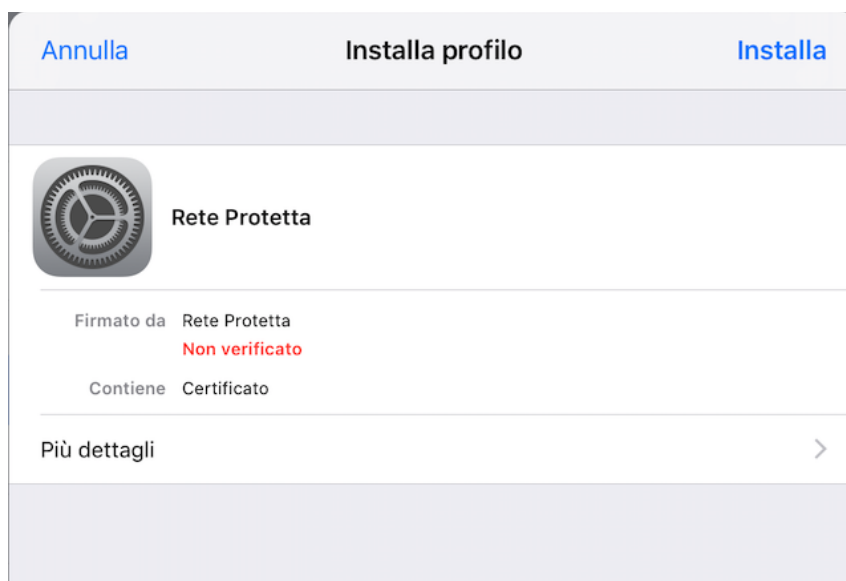 Annulla Installa profilo Installa
Rete Protetta
Firmato da Rete Protetta
Non verificato
Contiene Certificato
Più dettagli